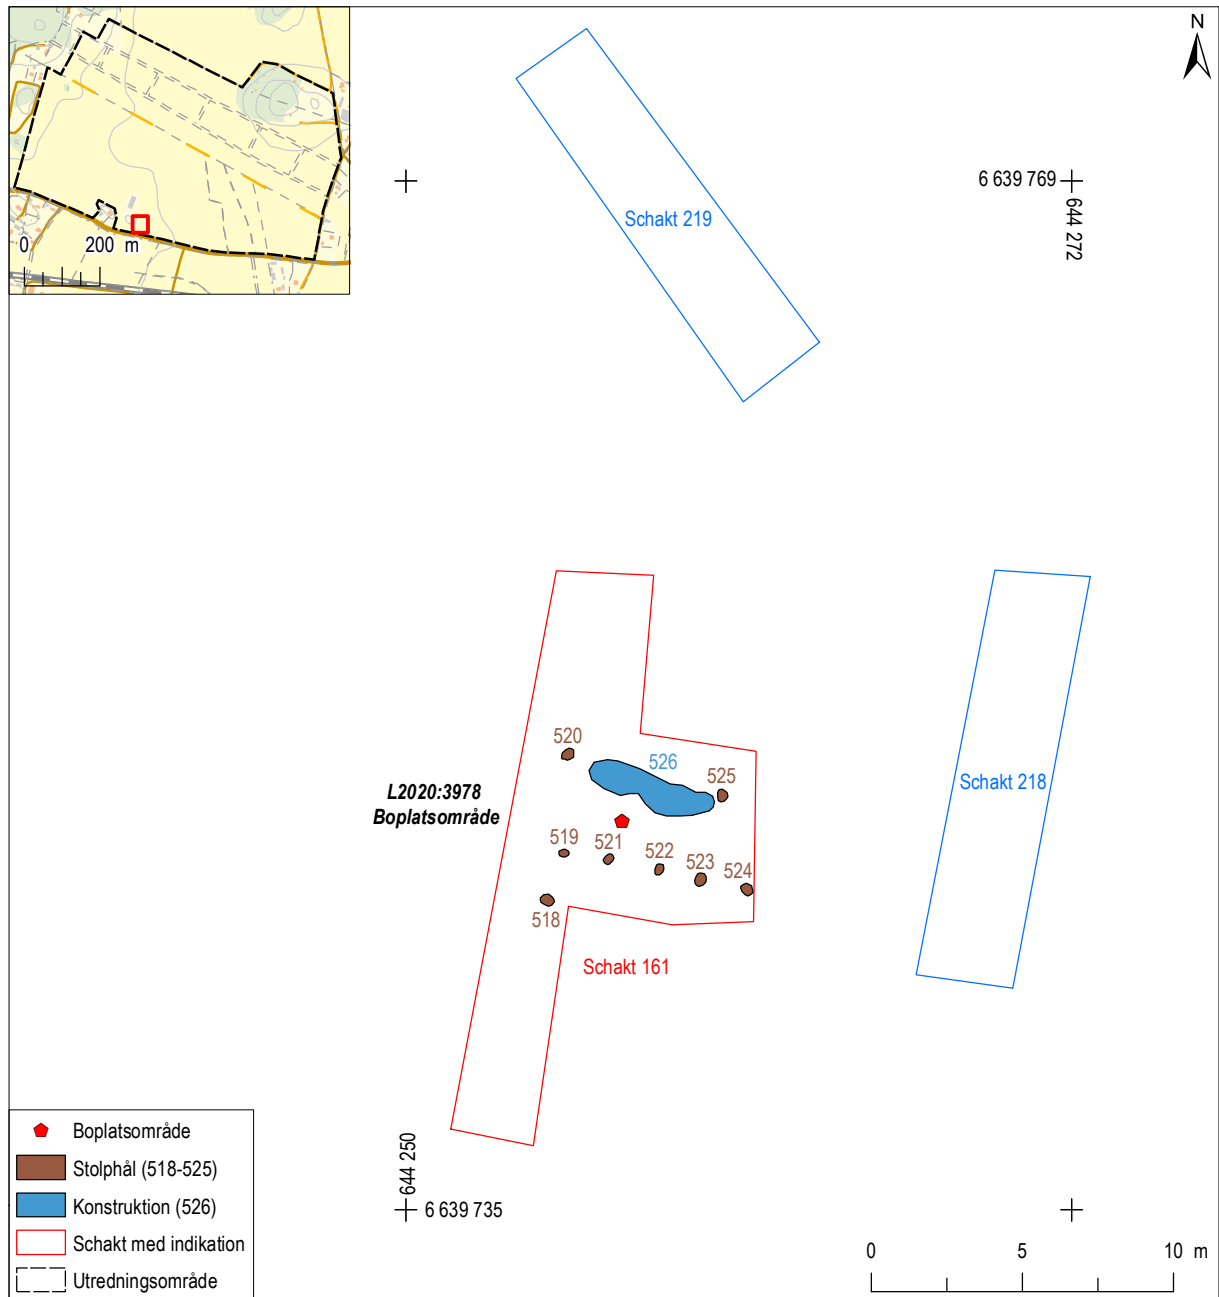 N
0 200 m
6 639 769
644 272
Schakt 219
520
526
525
Schakt 218
L2020:3978
Boplatsområde
519
521
522
523
524
518
Schakt 161
644 250
6 639 735
Boplatsområde
Stolphål (518-525)
Konstruktion (526)
Schakt med indikation
Utredningsområde
0 5 10 m